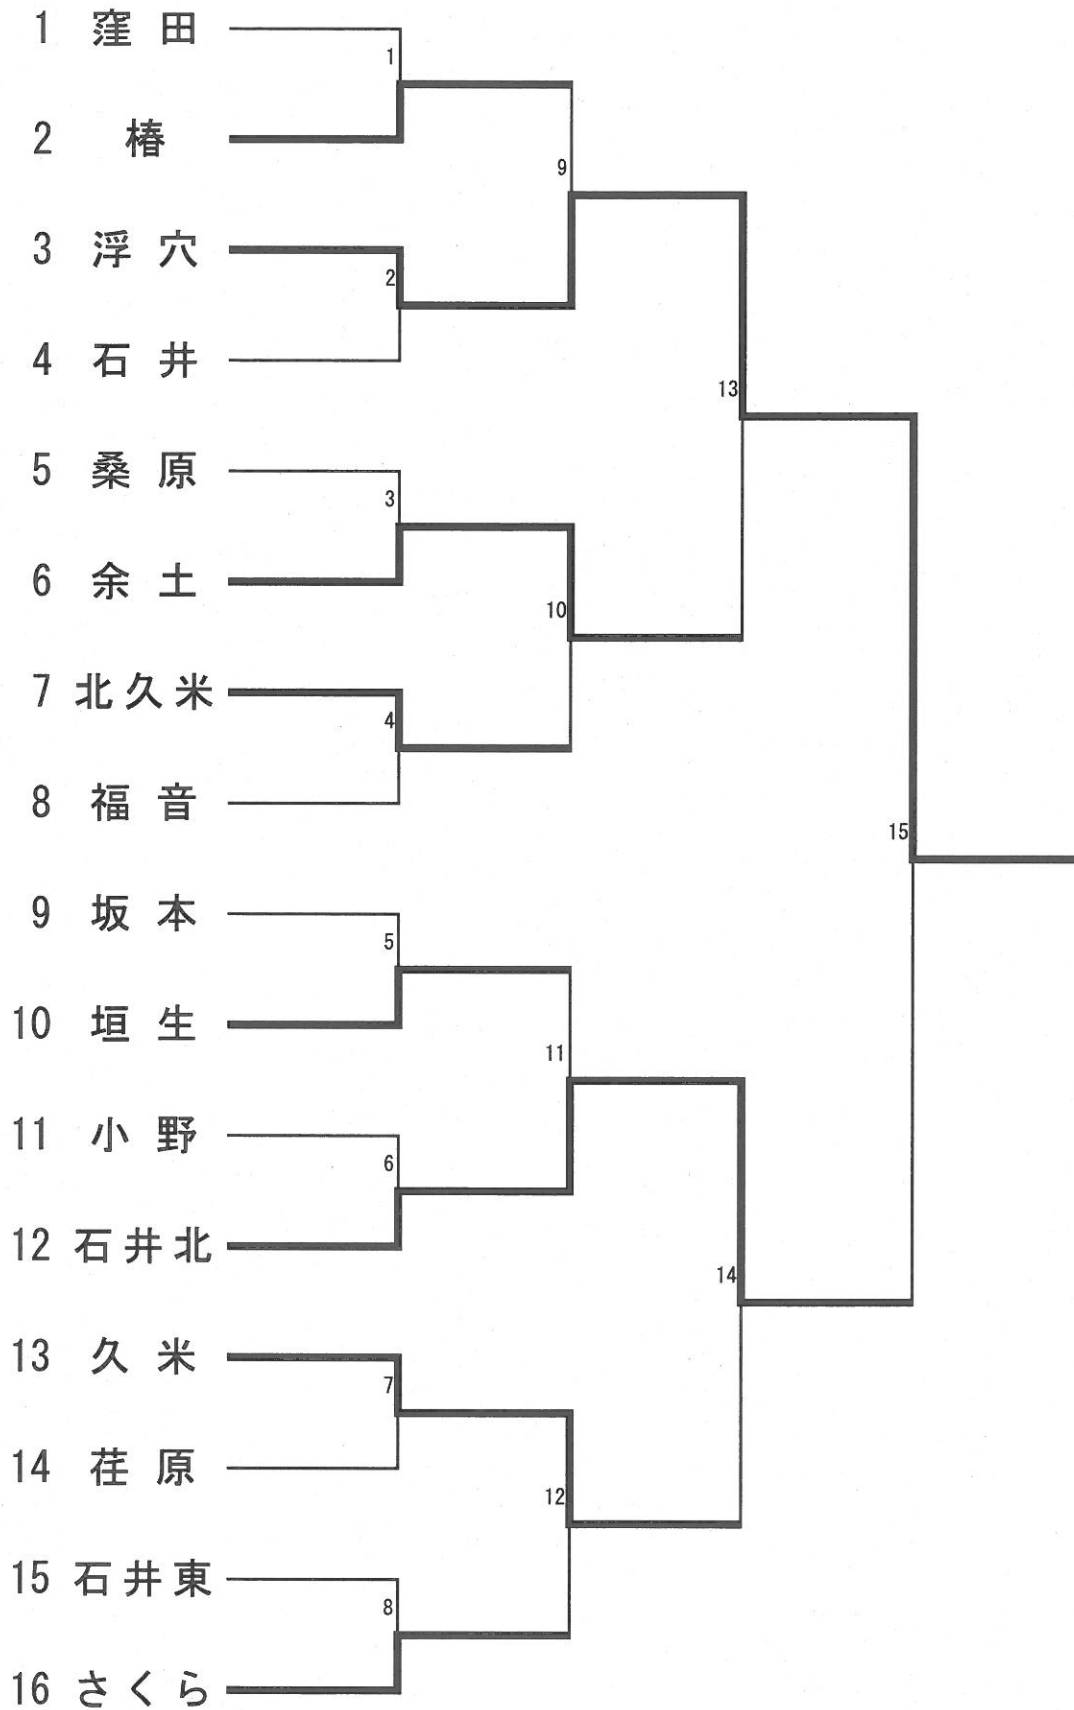 1 窪田
1
2 椿
9
3 浮穴
2
4 石井
13
5 桑原
3
6 余土
10
7 北久米
4
8 福音
15
9 坂本
5
10 垣生
11
11 小野
6
12 石井北
14
13 久米
7
14 荏原
12
15 石井東
8
16 さくら